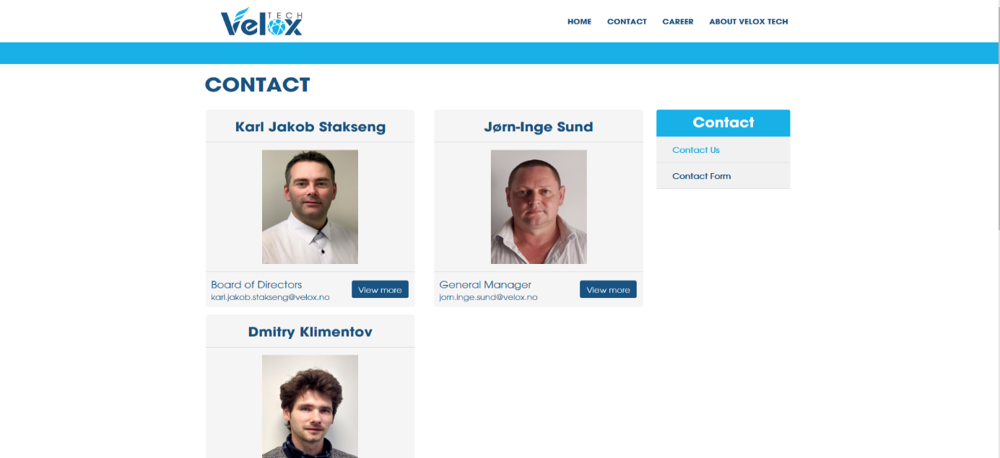 Velox TECH
HOME CONTACT CAREER ABOUT VELOX TECH
CONTACT
Karl Jakob Stakseng
Board of Directors
karl.jakob.stakseng@velox.no
View more
Jørn-Inge Sund
General Manager
jorn.inge.sund@velox.no
View more
Dmitry Klimentov
Contact
Contact Us
Contact Form